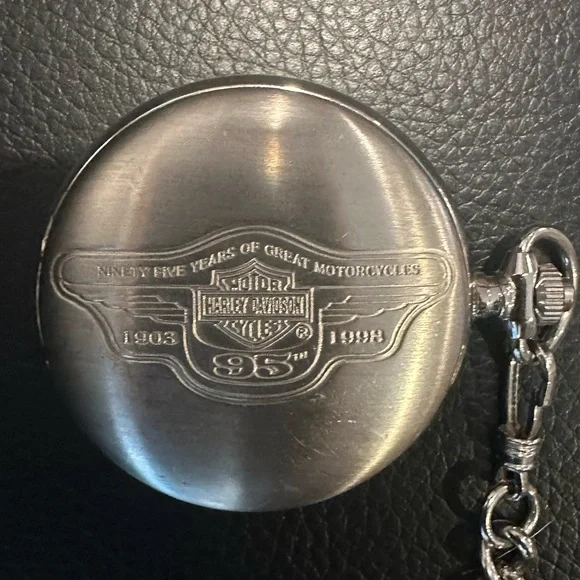 NINETY FIVE YEARS OF GREAT MOTORCYCLES
MOTOR
HARLEY-DAVIDSON
CYCLES
®
1903
1998
95TH